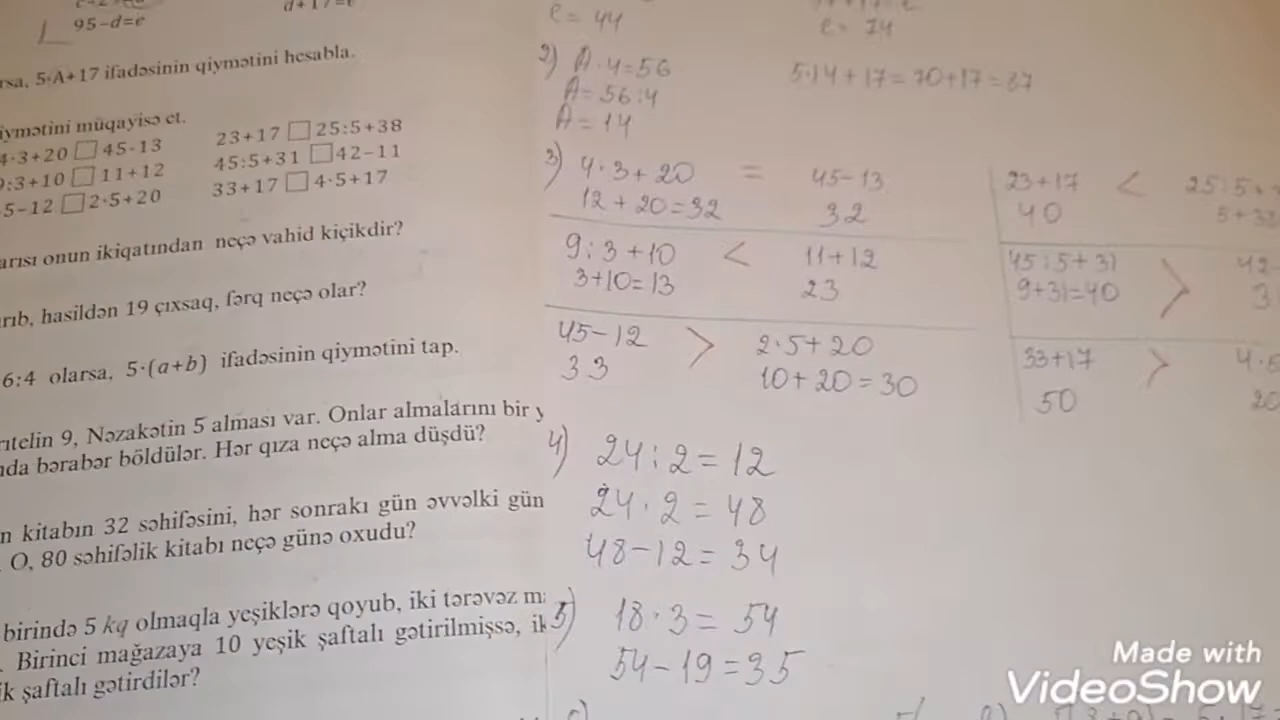 95-d=e
rsa, 5·A+17 ifadəsinin qiymətini hesabla.
iymətini müqayisə et.
4·3+20 □ 45-13
23+17 □ 25:5+38
9:3+10 □ 11+12
45:5+31 □ 42-11
5-12 □ 2·5+20
33+17 □ 4·5+17
arısı onun ikiqatından neçə vahid kiçikdir?
rıb, hasildən 19 çıxsaq, fərq neçə olar?
6:4 olarsa, 5·(a+b) ifadəsinin qiymətini tap.
ritelin 9, Nəzakətin 5 alması var. Onlar almalarını bir y
nda bərabər böldülər. Hər qıza neçə alma düşdü?
n kitabın 32 səhifəsini, hər sonrakı gün əvvəlki gün
O, 80 səhifəlik kitabı neçə günə oxudu?
birində 5 kq olmaqla yeşiklərə qoyub, iki tərəvəz m
. Birinci mağazaya 10 yeşik şaftalı gətirilmişsə, ik
ik şaftalı gətirdilər?
e = 44
e = 74
2) A·4=56
5·14+17=70+17=37
A=56:4
A=14
3) 4·3+20 = 45-13
12+20=32 32
9:3+10 < 11+12
3+10=13 23
45-12 > 2·5+20
33 10+20=30
23+17 < 25:5+
40 5+38
45:5+31 > 42-
9+31=40 3
33+17 > 4·5
50 20
4) 24:2=12
24·2=48
48-12=34
5) 18·3=54
54-19=35
Made with
VideoShow